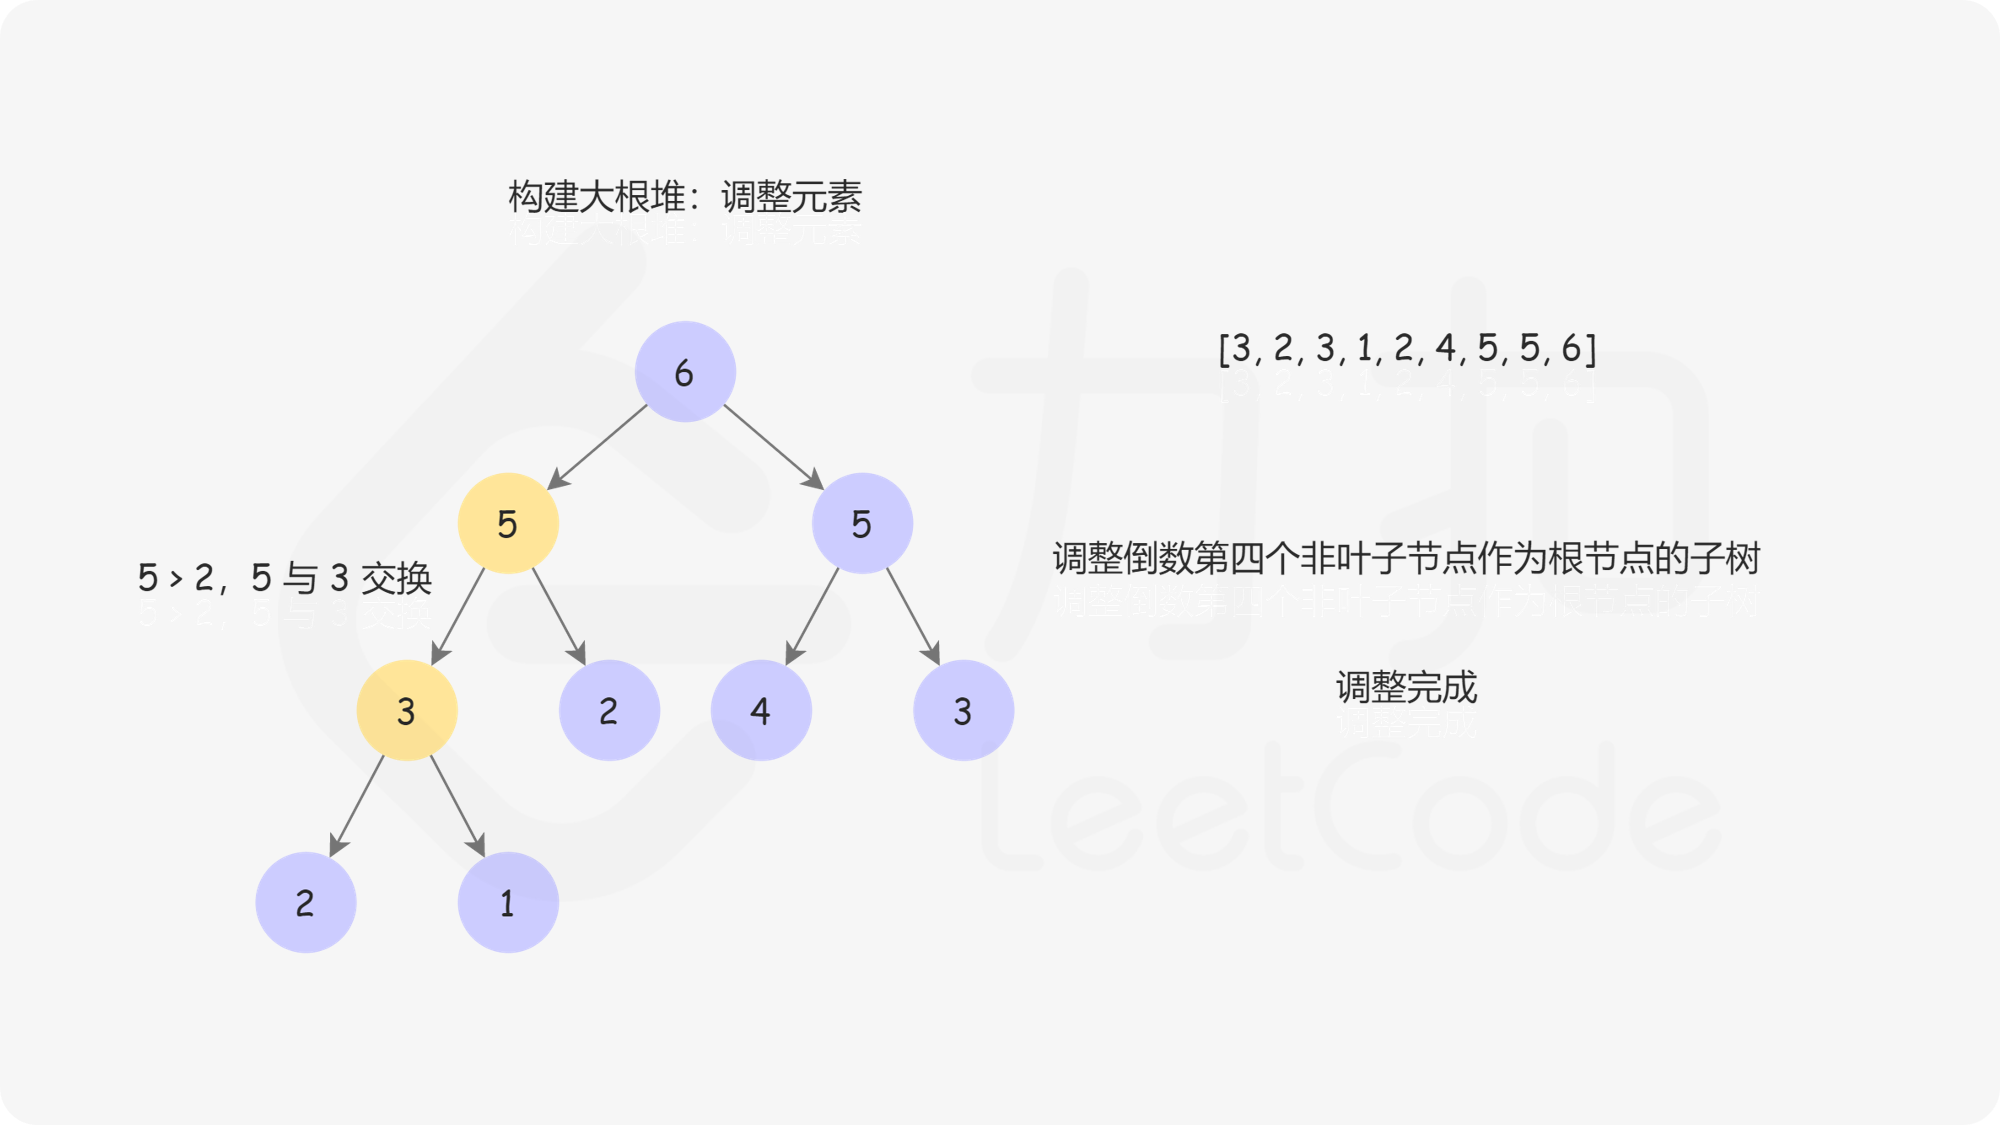 构建大根堆：调整元素
[3, 2, 3, 1, 2, 4, 5, 5, 6]
6
5
5
5 > 2，5 与 3 交换
调整倒数第四个非叶子节点作为根节点的子树
调整完成
3
2
4
3
2
1
力扣
LeetCode